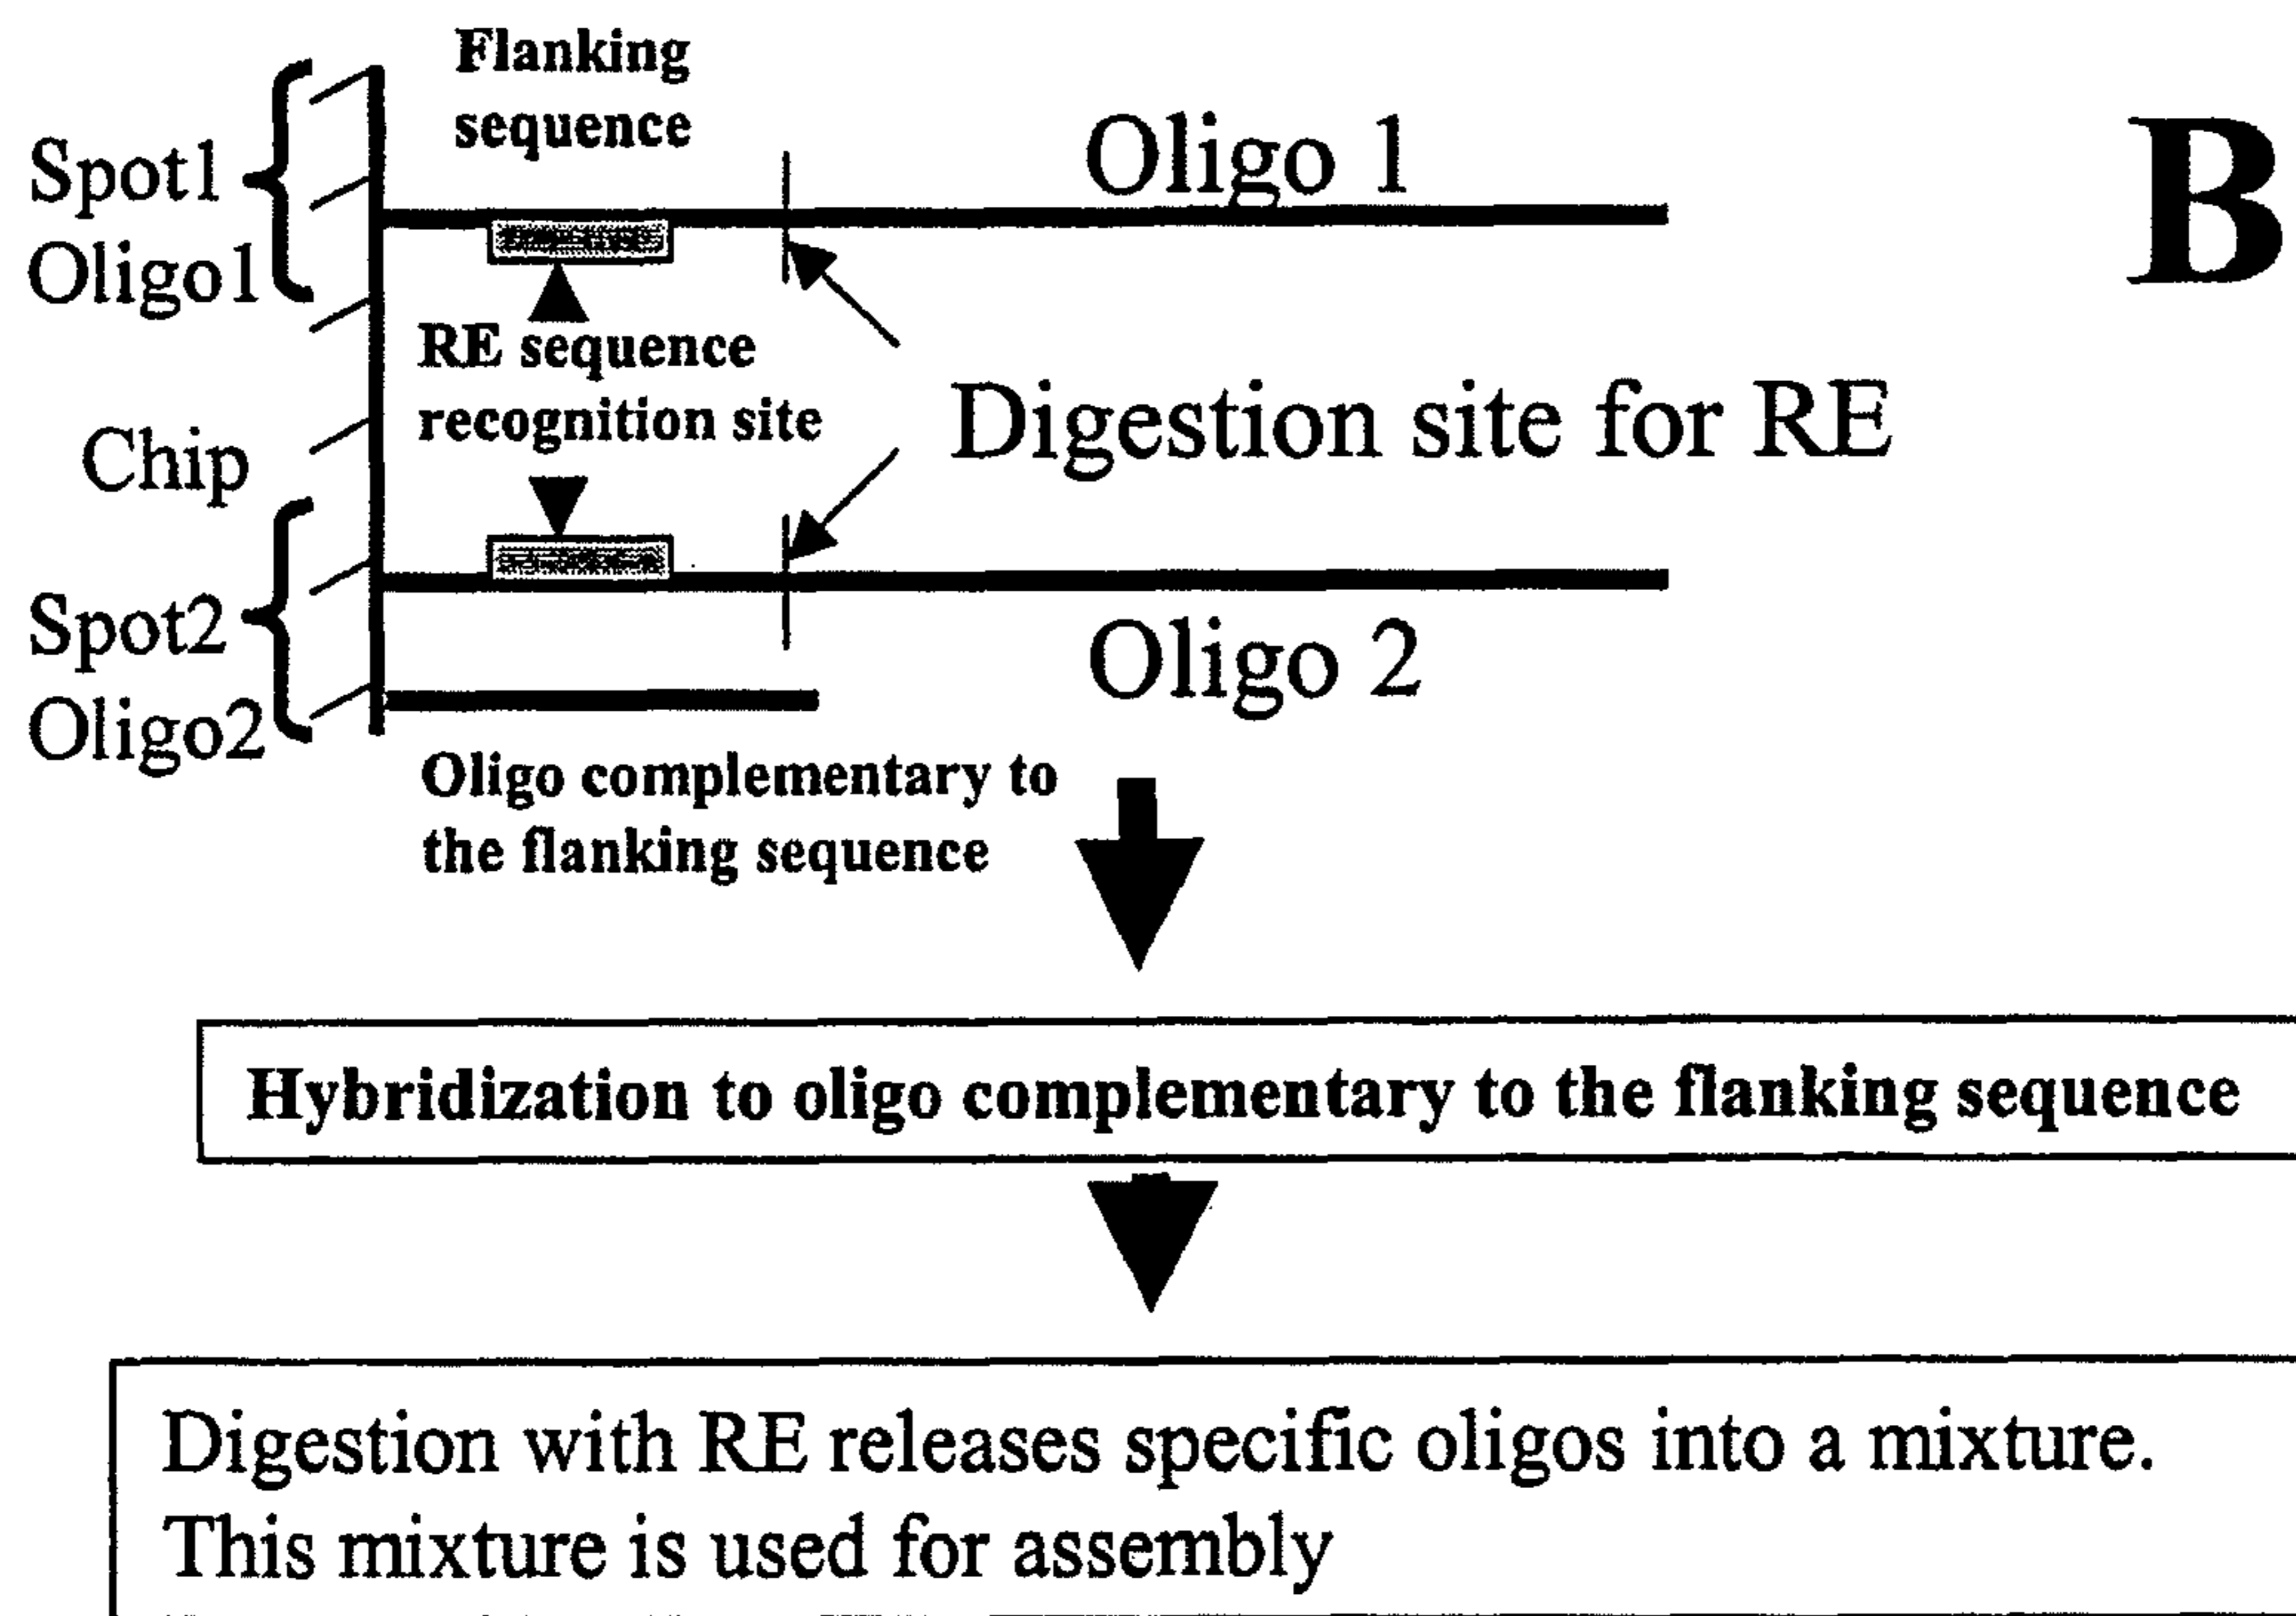 Flanking
sequence
Oligo 1
B
Spot1
Oligo1
RE sequence
recognition site
Digestion site for RE
Chip
Spot2
Oligo2
Oligo 2
Oligo complementary to
the flanking sequence
Hybridization to oligo complementary to the flanking sequence
Digestion with RE releases specific oligos into a mixture.
This mixture is used for assembly